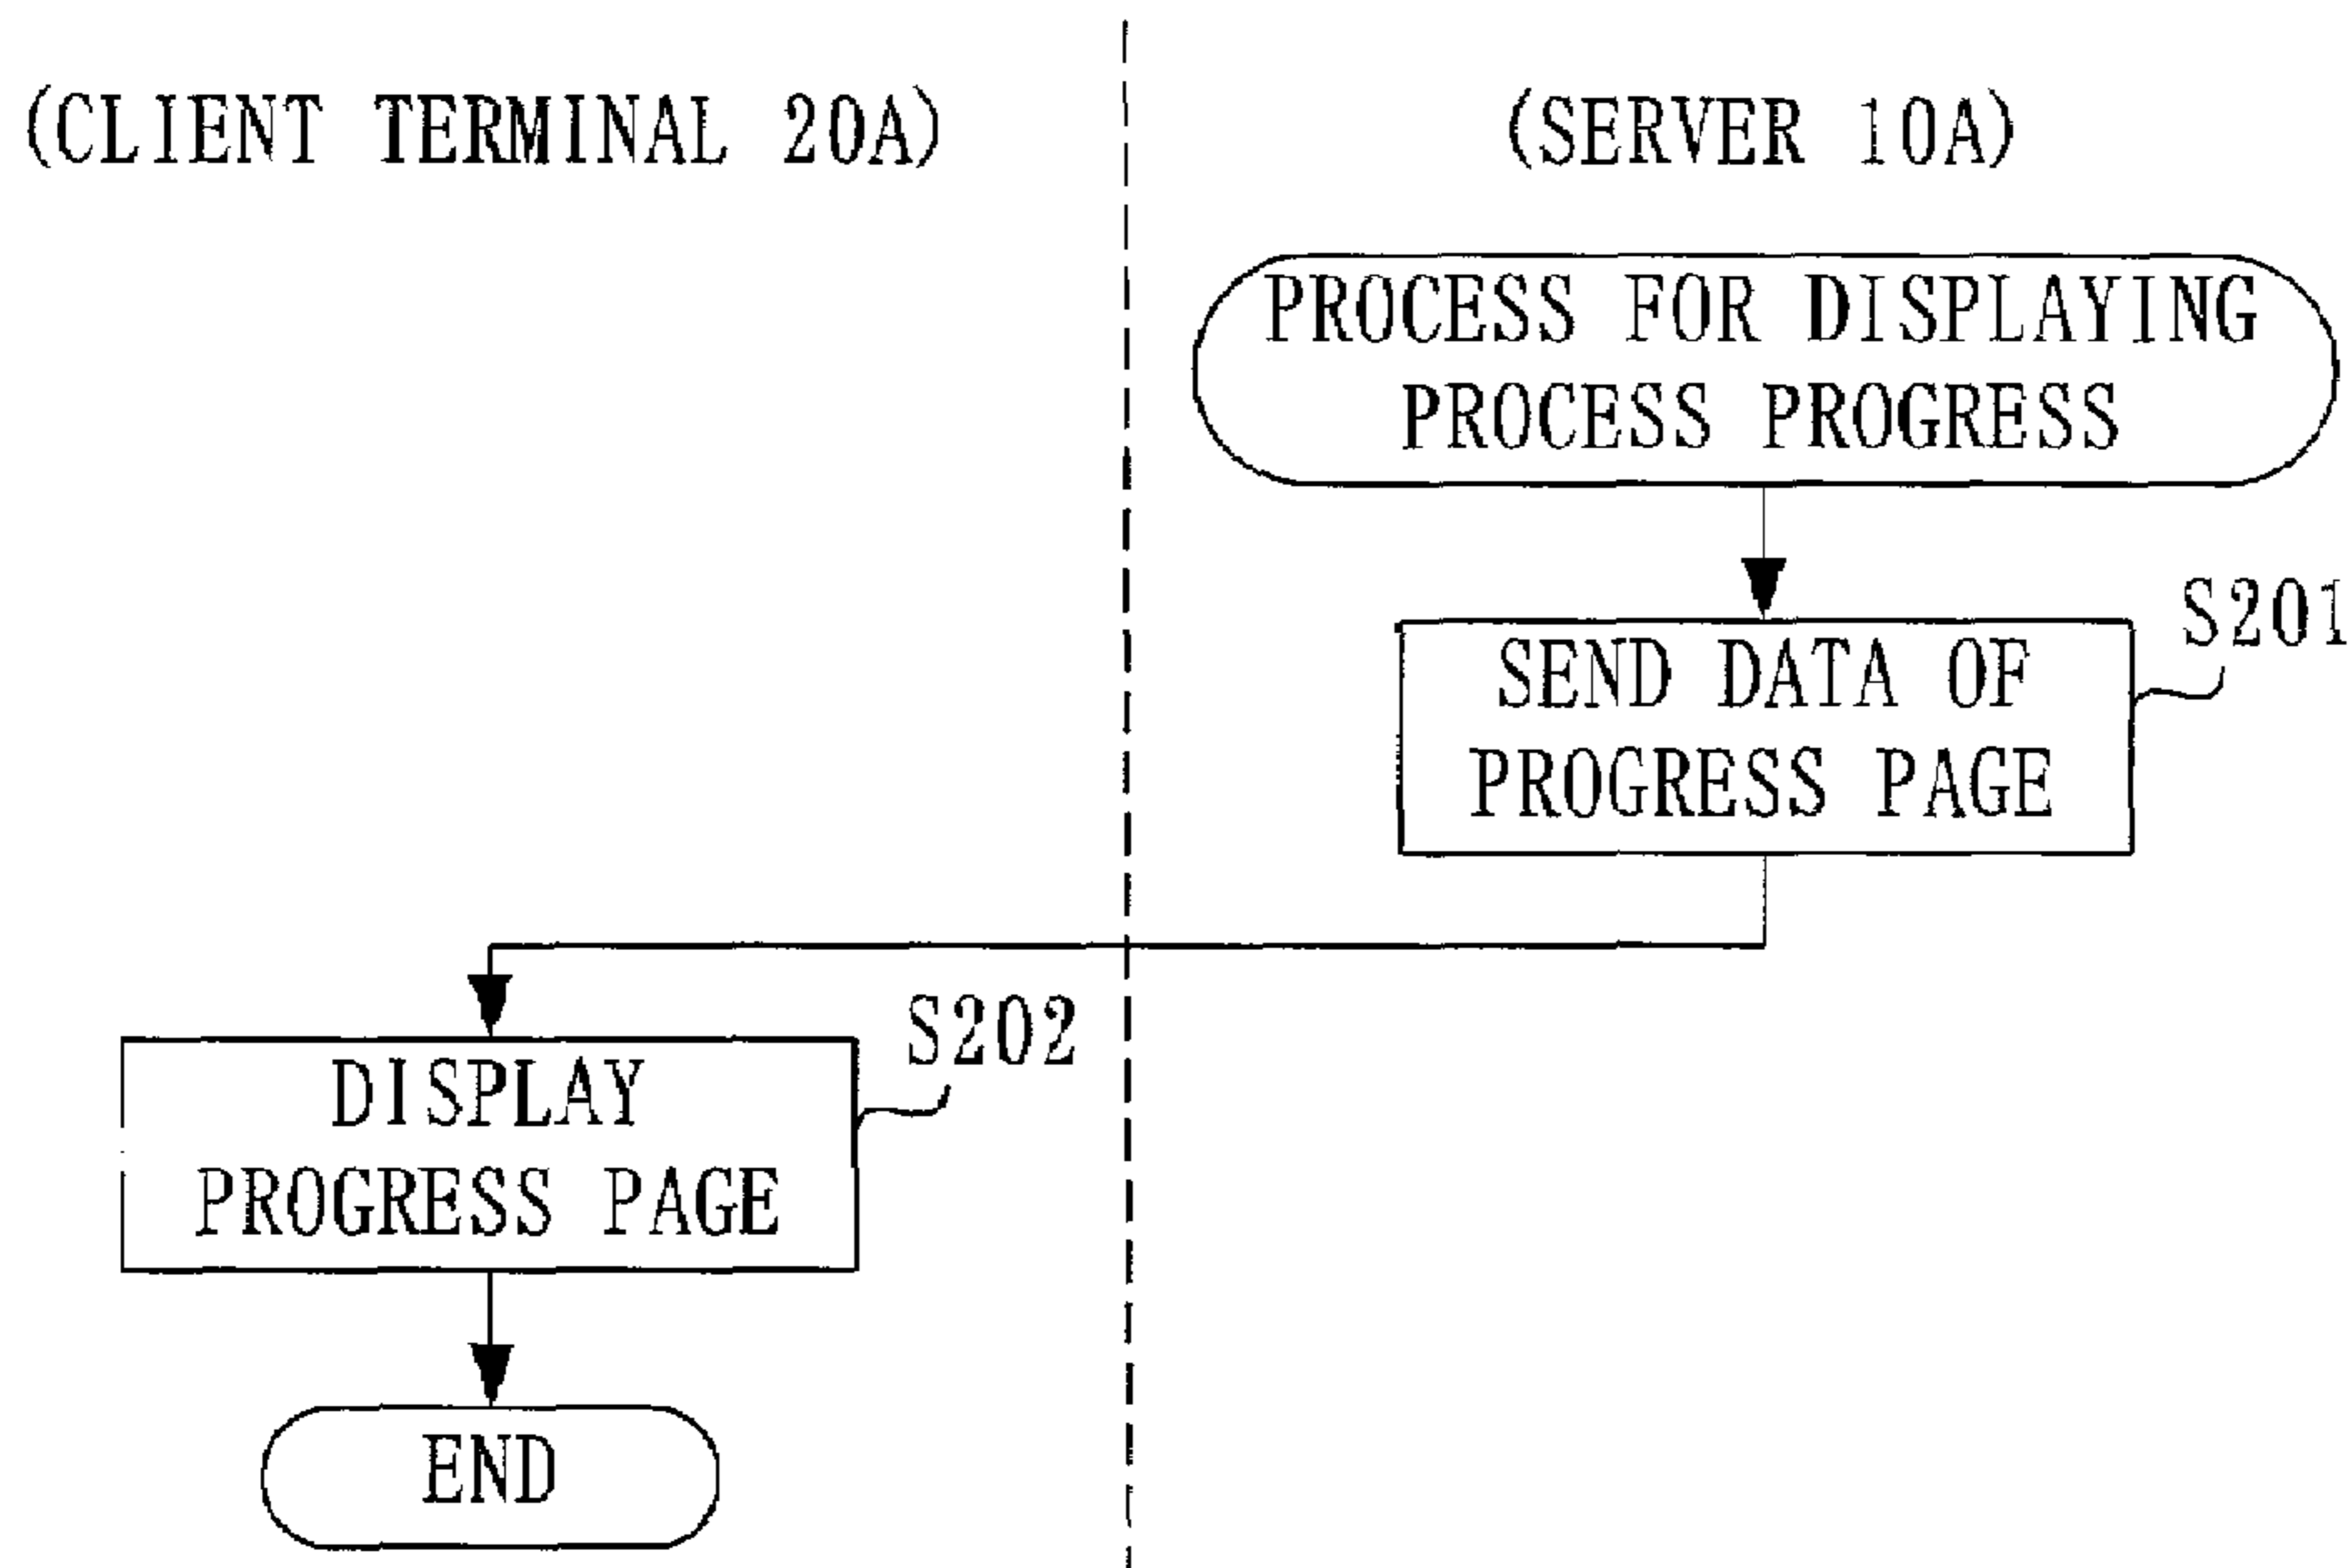 (CLIENT TERMINAL 20A)
(SERVER 10A)
PROCESS FOR DISPLAYING
PROCESS PROGRESS
S201
SEND DATA OF
PROGRESS PAGE
S202
DISPLAY
PROGRESS PAGE
END